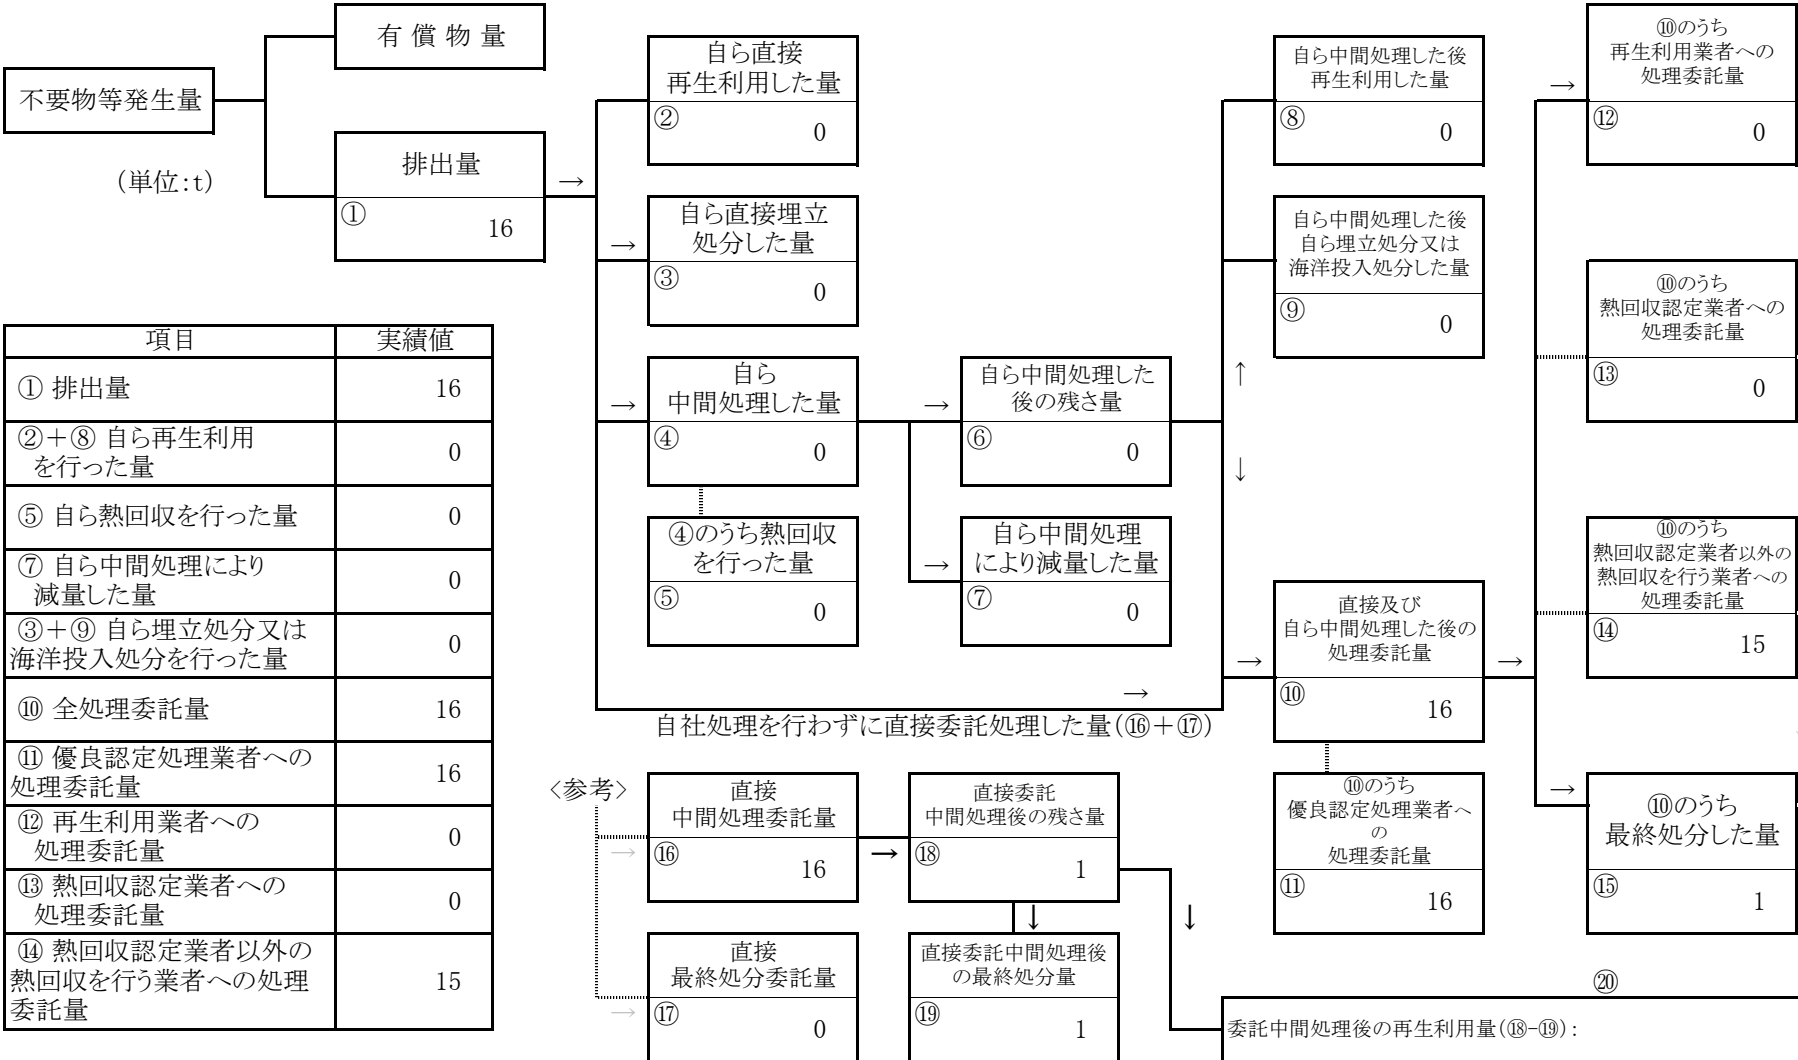 不要物等発生量
(単位:t)
有 償 物 量
排出量
①
16
→
自ら直接
再生利用した量
②
0
→
自ら直接埋立
処分した量
③
0
→
自ら
中間処理した量
④
0
④のうち熱回収
を行った量
⑤
0
→
自ら中間処理した
後の残さ量
⑥
0
→
自ら中間処理
により減量した量
⑦
0
自ら中間処理した後
再生利用した量
⑧
0
自ら中間処理した後
自ら埋立処分又は
海洋投入処分した量
⑨
0
↑
↓
→
直接及び
自ら中間処理した後の
処理委託量
⑩
16
⑩のうち
優良認定処理業者へ
の
処理委託量
⑪
16
→
→
⑩のうち
再生利用業者への
処理委託量
⑫
0
⑩のうち
熱回収認定業者への
処理委託量
⑬
0
⑩のうち
熱回収認定業者以外の
熱回収を行う業者への
処理委託量
⑭
15
→
⑩のうち
最終処分した量
⑮
1
→
自社処理を行わずに直接委託処理した量(⑯+⑰)
項目 実績値
① 排出量 16
②+⑧ 自ら再生利用
を行った量
0
⑤ 自ら熱回収を行った量 0
⑦ 自ら中間処理により
減量した量
0
③+⑨ 自ら埋立処分又は
海洋投入処分を行った量
0
⑩ 全処理委託量 16
⑪ 優良認定処理業者への
処理委託量
16
⑫ 再生利用業者への
処理委託量
0
⑬ 熱回収認定業者への
処理委託量
0
⑭ 熱回収認定業者以外の
熱回収を行う業者への処理
委託量
15
<参考>
→
直接
中間処理委託量
⑯
16
→
直接委託
中間処理後の残さ量
⑱
1
↓
↓
→
直接
最終処分委託量
⑰
0
直接委託中間処理後
の最終処分量
⑲
1
⑳
委託中間処理後の再生利用量(⑱-⑲):